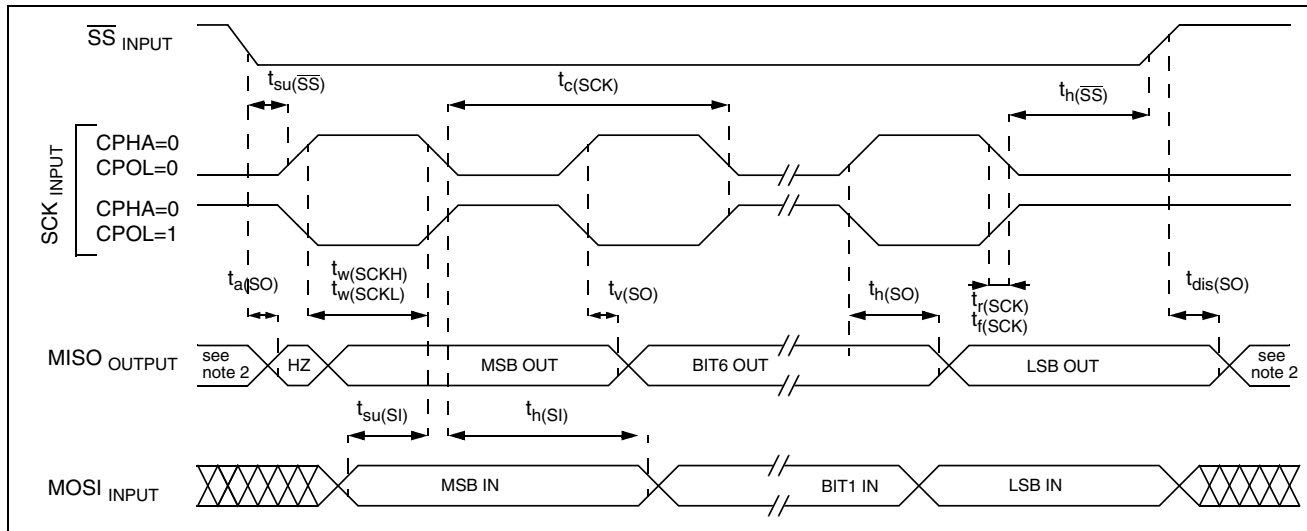 SS INPUT
tsu(SS)
tc(SCK)
th(SS)
SCK INPUT
CPHA=0
CPOL=0
CPHA=0
CPOL=1
ta(SO)
tw(SCKH)
tw(SCKL)
tv(SO)
th(SO)
tr(SCK)
tf(SCK)
tdis(SO)
MISO OUTPUT
see
note 2
HZ
MSB OUT
BIT6 OUT
LSB OUT
see
note 2
tsu(SI)
th(SI)
MOSI INPUT
MSB IN
BIT1 IN
LSB IN